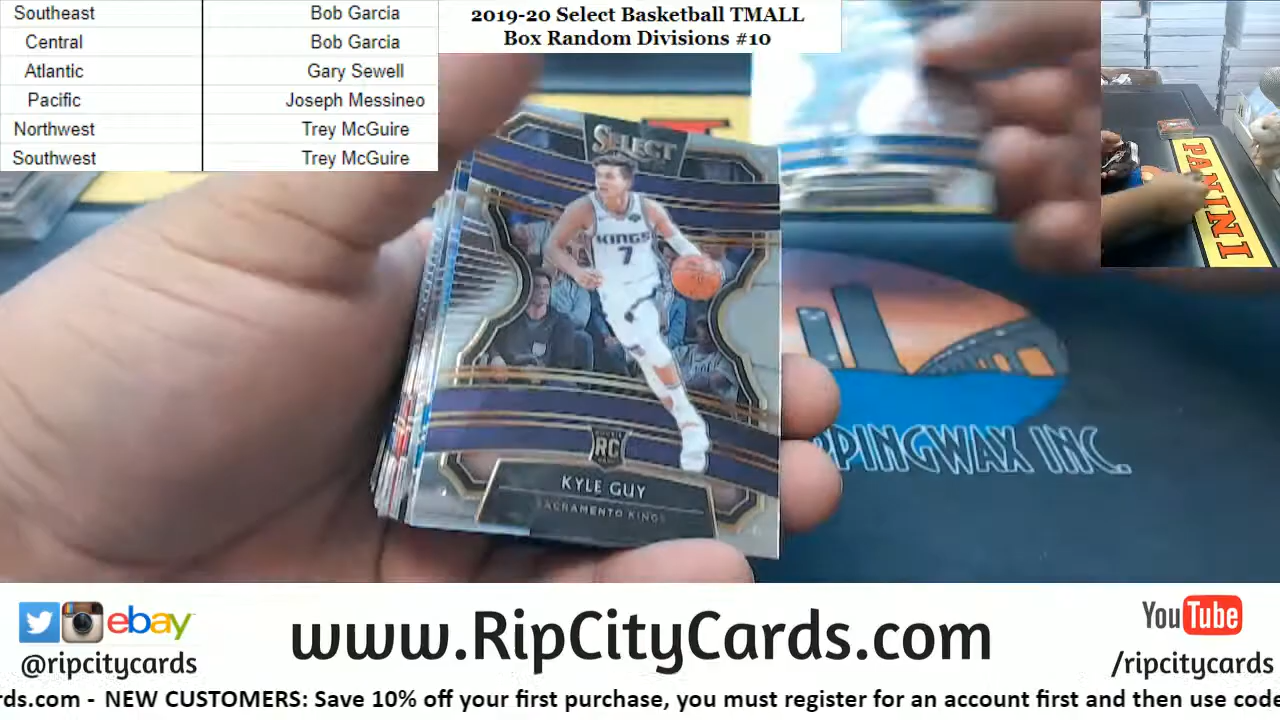 Southeast Bob Garcia
Central Bob Garcia
Atlantic Gary Sewell
Pacific Joseph Messineo
Northwest Trey McGuire
Southwest Trey McGuire
2019-20 Select Basketball TMALL
Box Random Divisions #10
PANINI
SELECT
KINGS
7
RC
KYLE GUY
SACRAMENTO KINGS
PPINGWAX INC.
ebay
@ripcitycards
www.RipCityCards.com
YouTube
/ripcitycards
rds.com - NEW CUSTOMERS: Save 10% off your first purchase, you must register for an account first and then use code